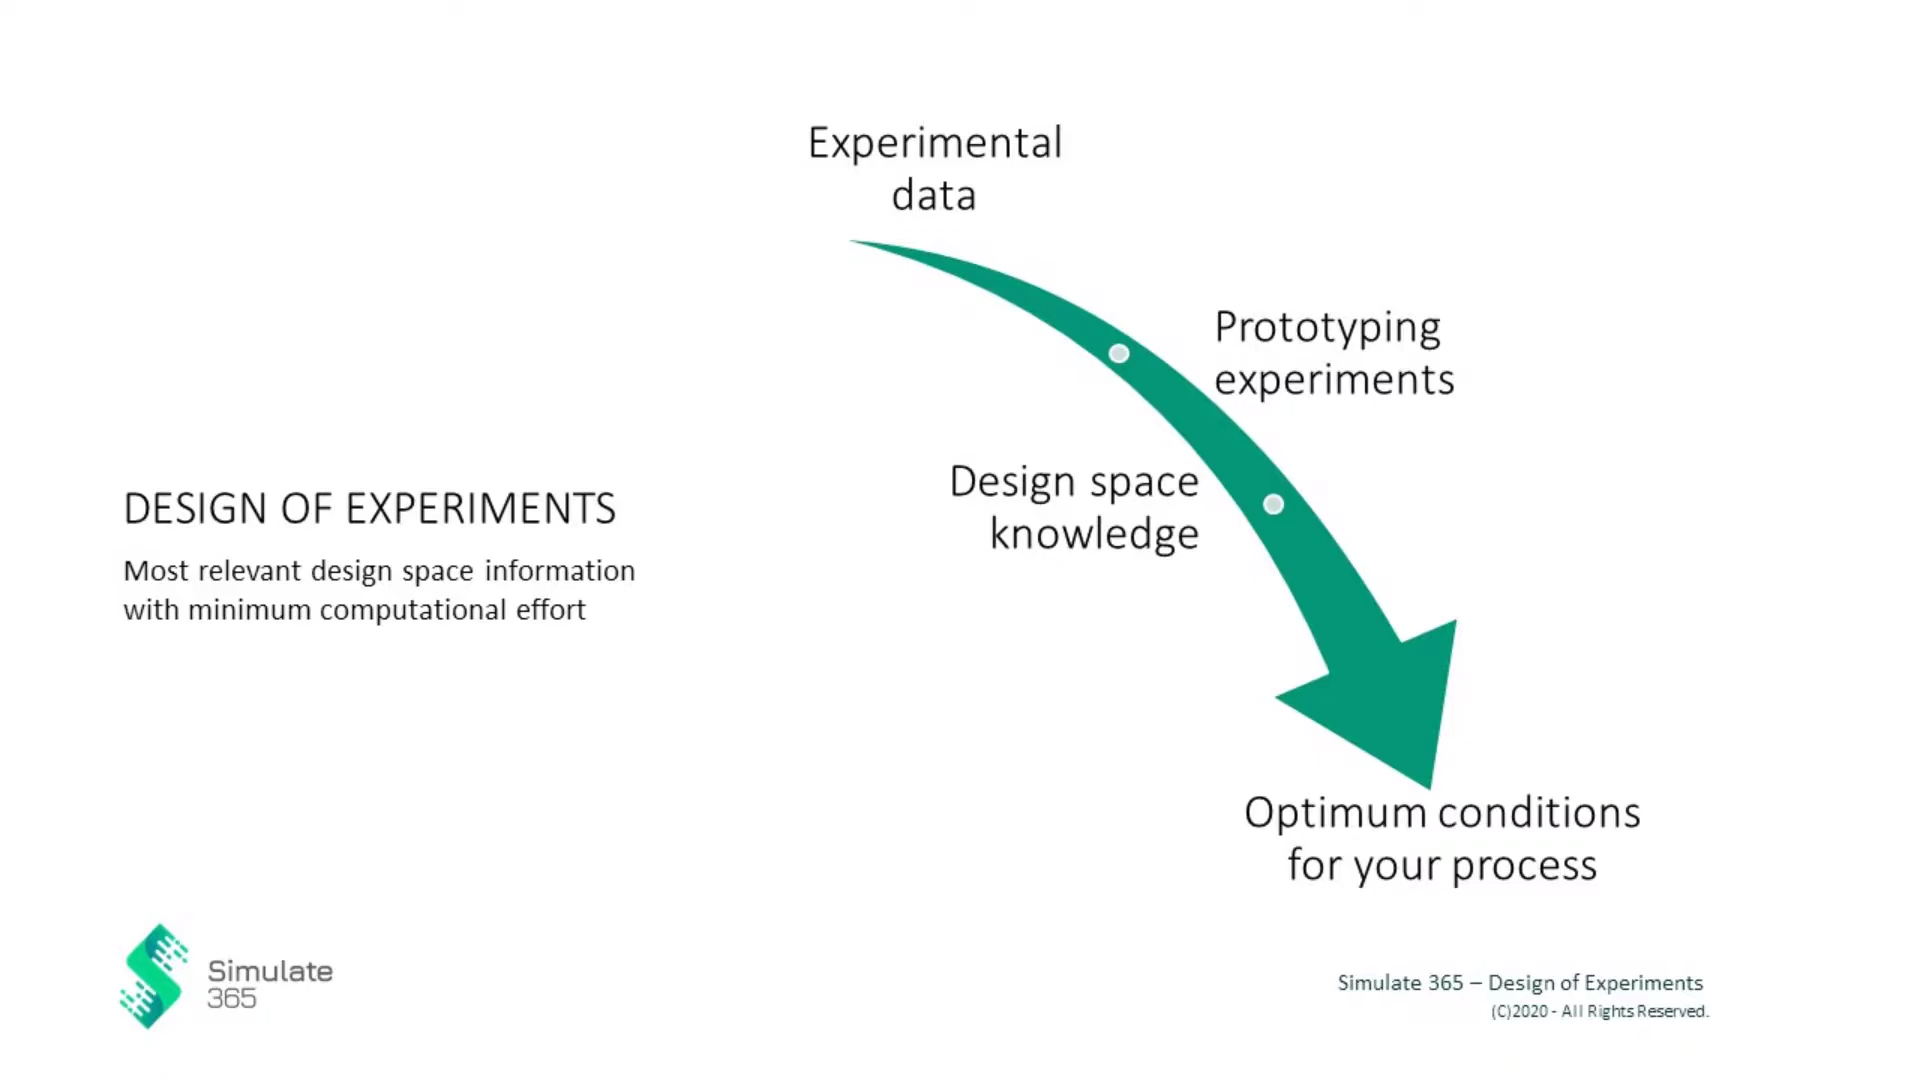 Experimental
data
Prototyping
experiments
Design space
knowledge
DESIGN OF EXPERIMENTS
Most relevant design space information
with minimum computational effort
Optimum conditions
for your process
Simulate
365
Simulate 365 – Design of Experiments
(C)2020 - All Rights Reserved.